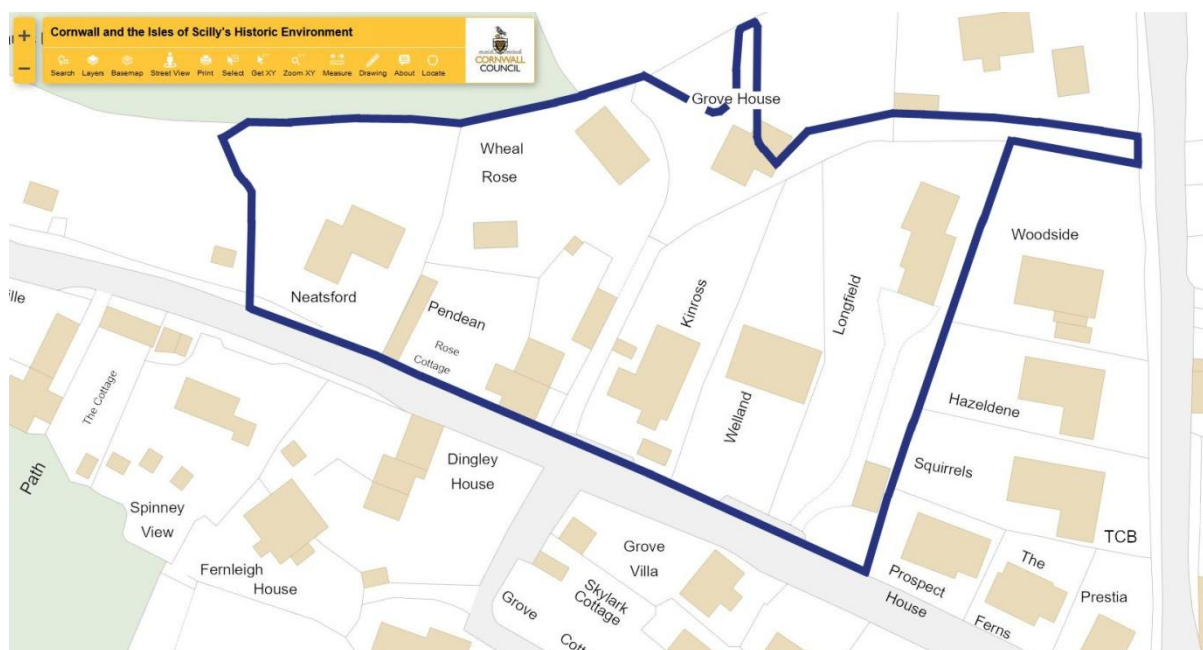 +
Cornwall and the Isles of Scilly's Historic Environment
Search Layers Basemap Street View Print Select Get XY Zoom XY Measure Drawing About Locate
CORNWALL
COUNCIL
−
Grove House
Wheal
Rose
Woodside
Neatsford
Pendean
Rose
Cottage
Kinross
Longfield
Welland
ille
The Cottage
Hazeldene
Squirrels
Path
Dingley
House
Spinney
View
Fernleigh
House
Grove
Villa
Skylark
Cottage
Grove
Prospect
House
The
Ferns
TCB
Prestia